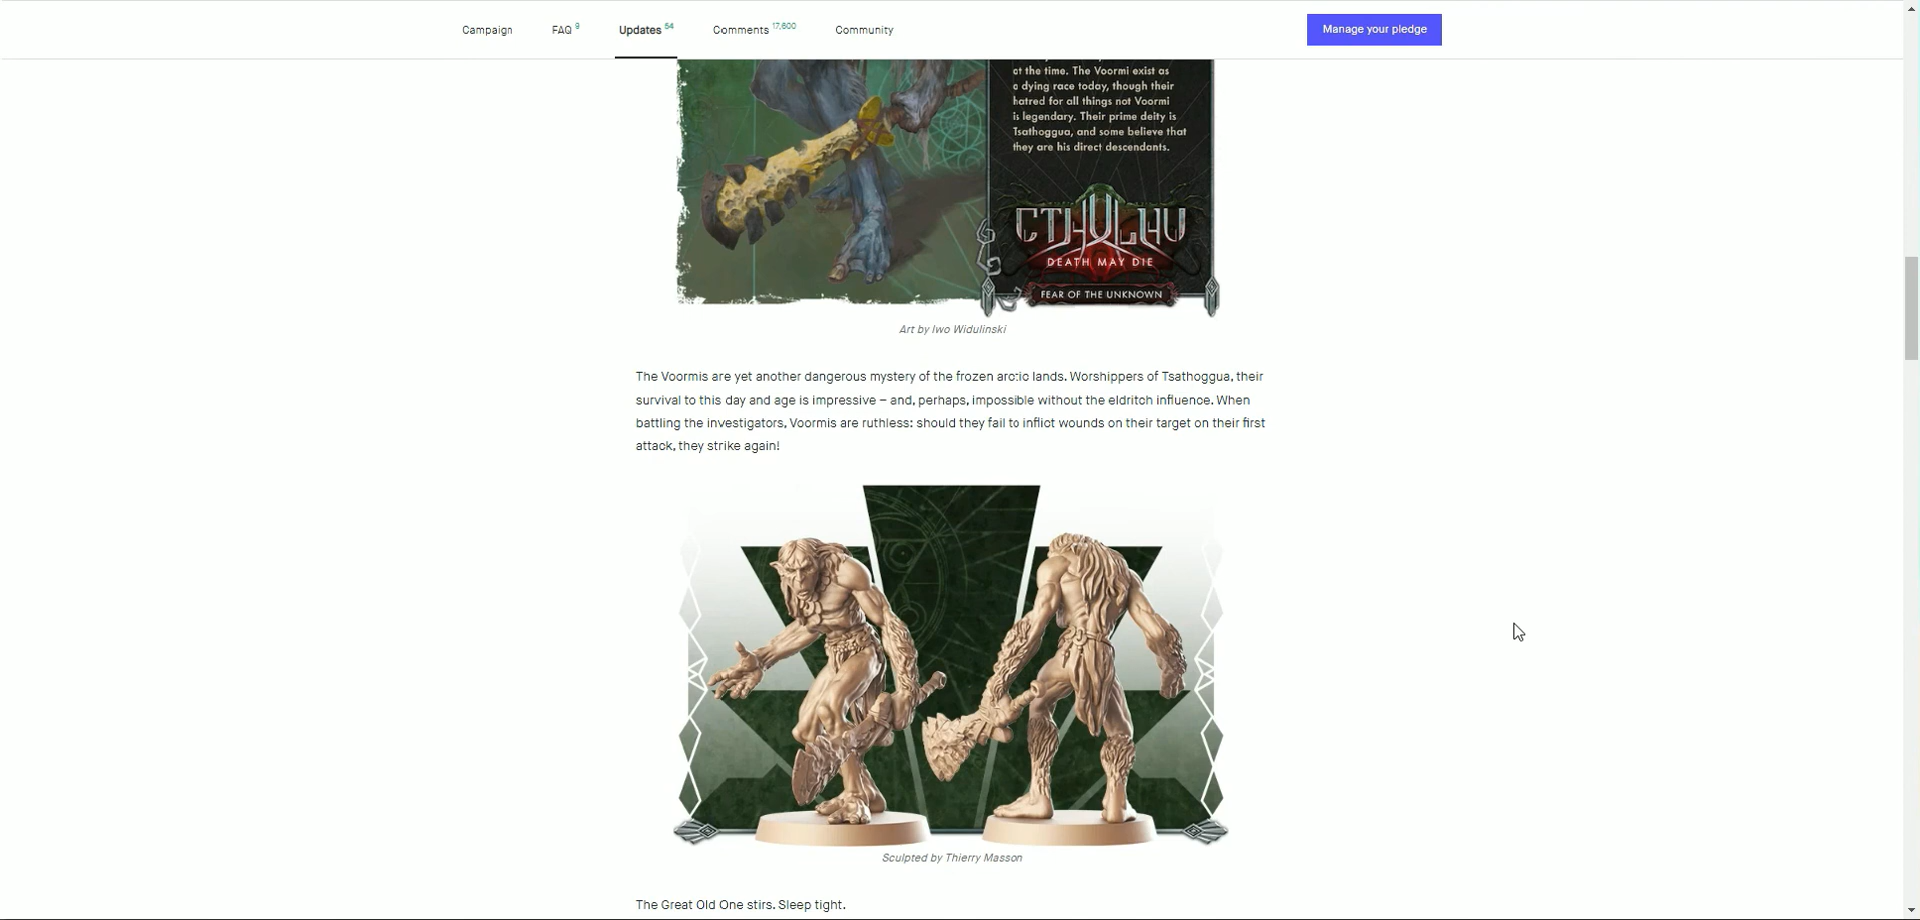 Campaign
FAQ 9
Updates 54
Comments 17,600
Community
Manage your pledge
at the time. The Voormi exist as
a dying race today, though their
hatred for all things not Voormi
is legendary. Their prime deity is
Tsathoggua, and some believe that
they are his direct descendants.
CTHULHU
DEATH MAY DIE
FEAR OF THE UNKNOWN
Art by Iwo Widulinski
The Voormis are yet another dangerous mystery of the frozen arctic lands. Worshippers of Tsathoggua, their
survival to this day and age is impressive – and, perhaps, impossible without the eldritch influence. When
battling the investigators, Voormis are ruthless: should they fail to inflict wounds on their target on their first
attack, they strike again!
Sculpted by Thierry Masson
The Great Old One stirs. Sleep tight.